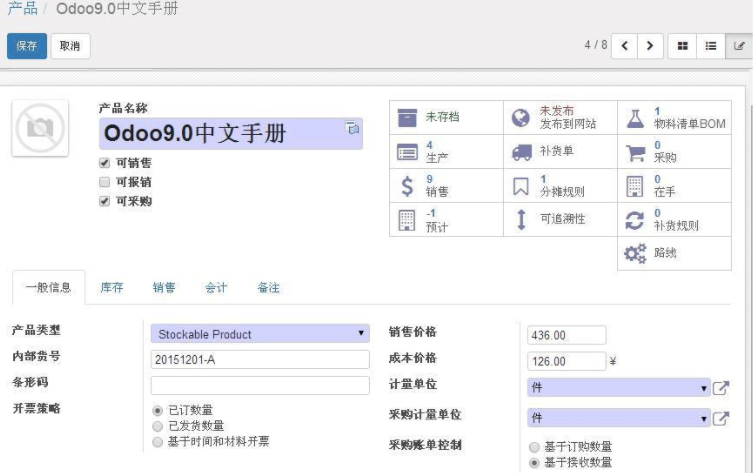 产品 / Odoo9.0中文手册
保存 取消 4 / 8
产品名称
Odoo9.0中文手册
可销售
可报销
可采购
未存档
未发布
发布到网站
1
物料清单BOM
4
生产
补货单
0
采购
9
销售
1
分摊规则
0
在手
-1
预计
可追溯性
0
补货规则
路线
一般信息 库存 销售 会计 备注
产品类型 Stockable Product
内部货号 20151201-A
条形码
开票策略 已订数量
已发货数量
基于时间和材料开票
销售价格 436.00
成本价格 126.00 ¥
计量单位 件
采购计量单位 件
采购账单控制 基于订购数量
基于接收数量